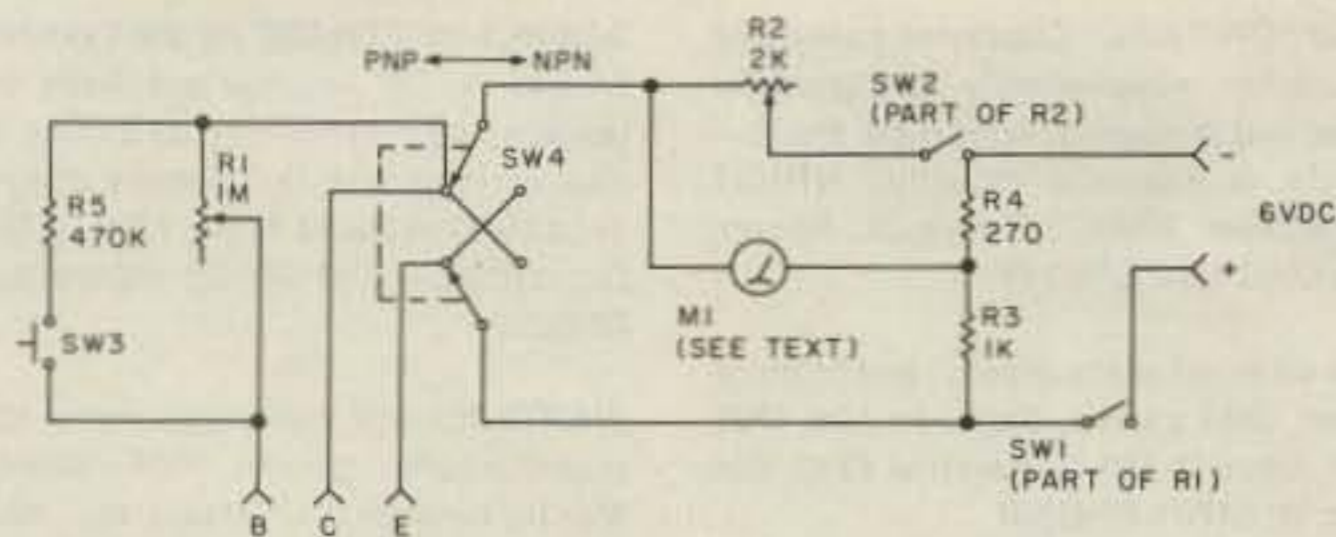 R2
2K
PNP NPN
SW2
(PART OF R2)
SW4
R1
1M
R5
470K
R4
270
-
6VDC
+
M1
(SEE TEXT)
R3
1K
SW3
SW1
(PART OF R1)
B C E